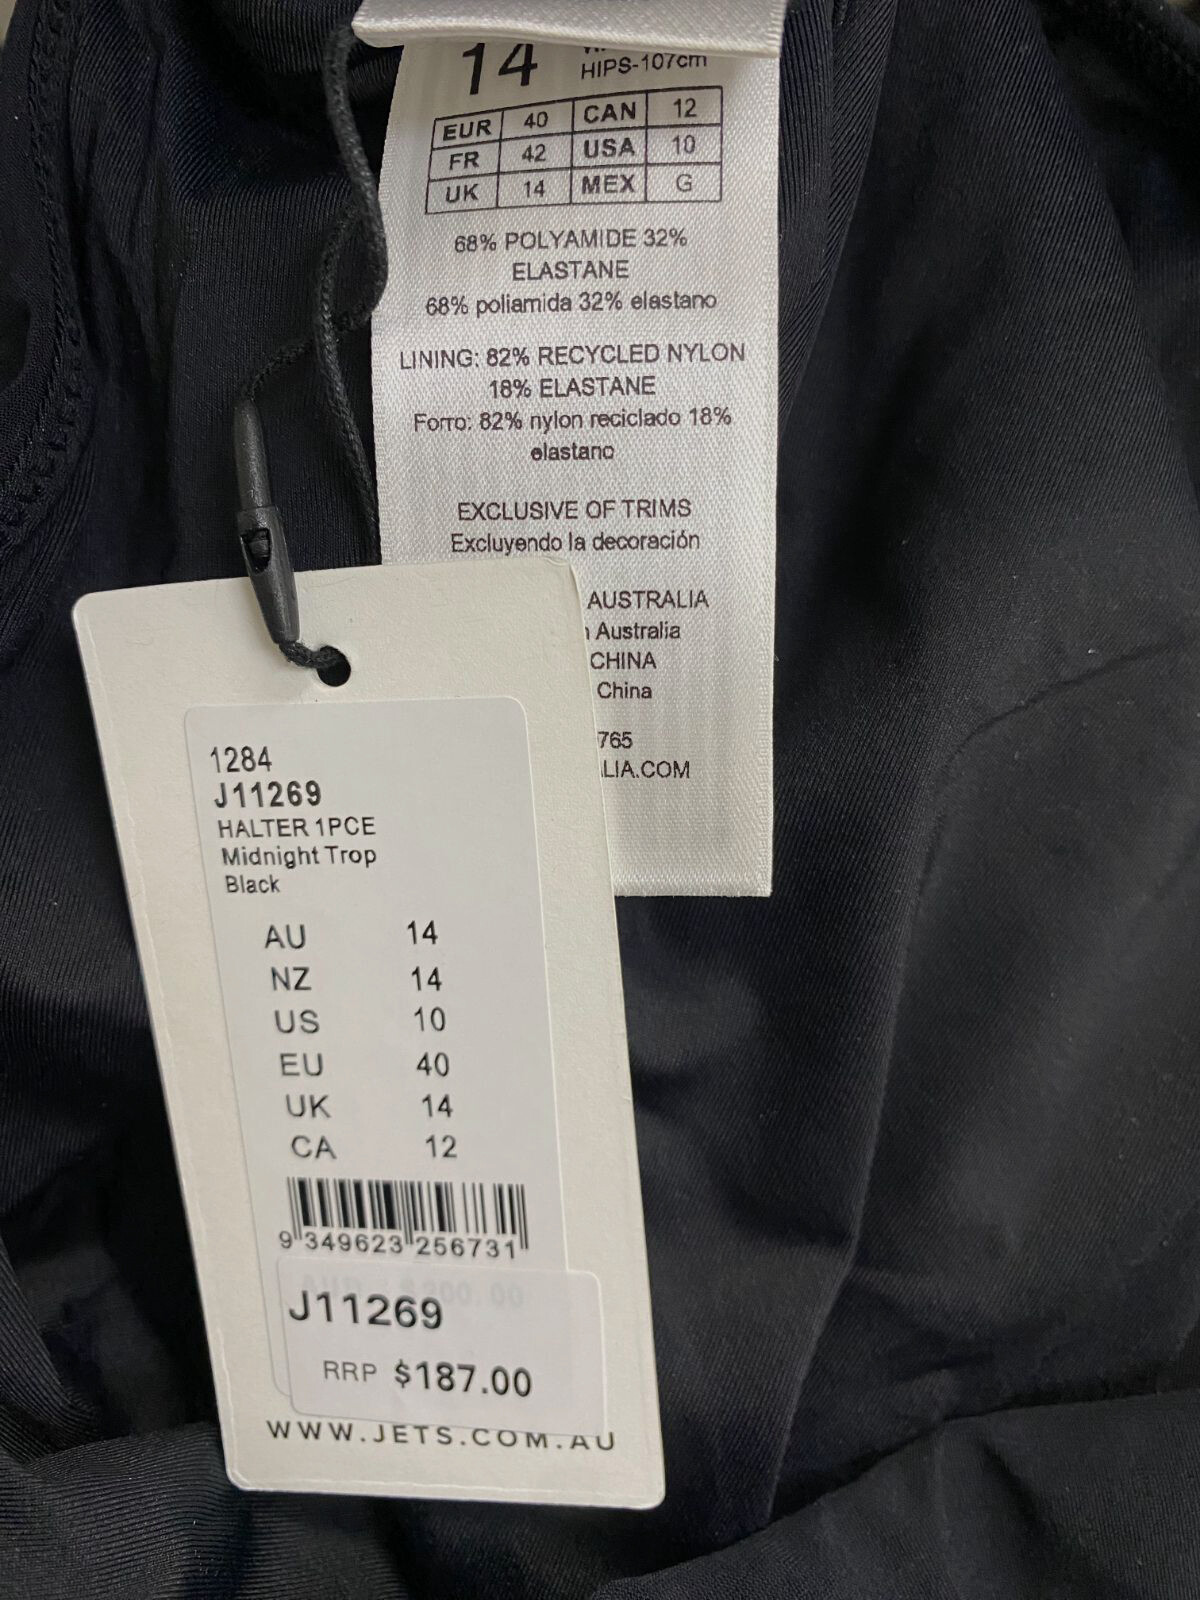 14
HIPS-107cm
EUR 40 CAN 12
FR 42 USA 10
UK 14 MEX G
68% POLYAMIDE 32%
ELASTANE
68% poliamida 32% elastano
LINING: 82% RECYCLED NYLON
18% ELASTANE
Forro: 82% nylon reciclado 18%
elastano
EXCLUSIVE OF TRIMS
Excluyendo la decoración
AUSTRALIA
Australia
CHINA
China
765
LIA.COM
1284
J11269
HALTER 1PCE
Midnight Trop
Black
AU 14
NZ 14
US 10
EU 40
UK 14
CA 12
9 349623 256731
J11269
RRP $187.00
WWW.JETS.COM.AU